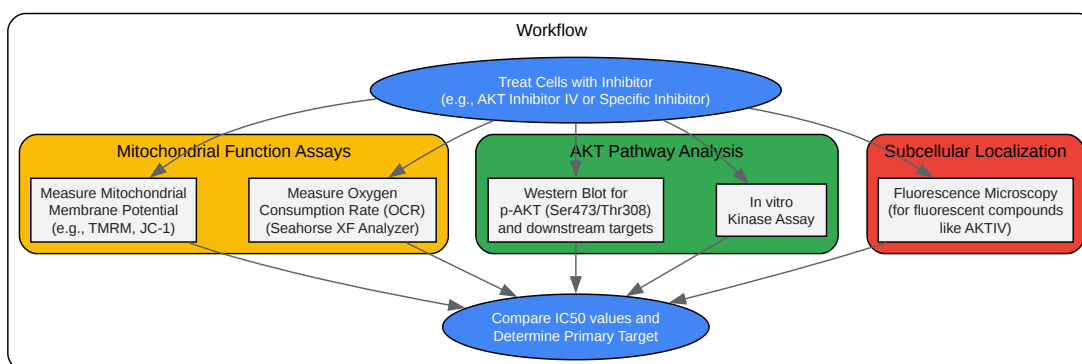 Workflow
Treat Cells with Inhibitor
(e.g., AKT Inhibitor IV or Specific Inhibitor)
Mitochondrial Function Assays
Measure Mitochondrial
Membrane Potential
(e.g., TMRM, JC-1)
Measure Oxygen
Consumption Rate (OCR)
(Seahorse XF Analyzer)
AKT Pathway Analysis
Western Blot for
p-AKT (Ser473/Thr308)
and downstream targets
In vitro
Kinase Assay
Subcellular Localization
Fluorescence Microscopy
(for fluorescent compounds
like AKTIV)
Compare IC50 values and
Determine Primary Target